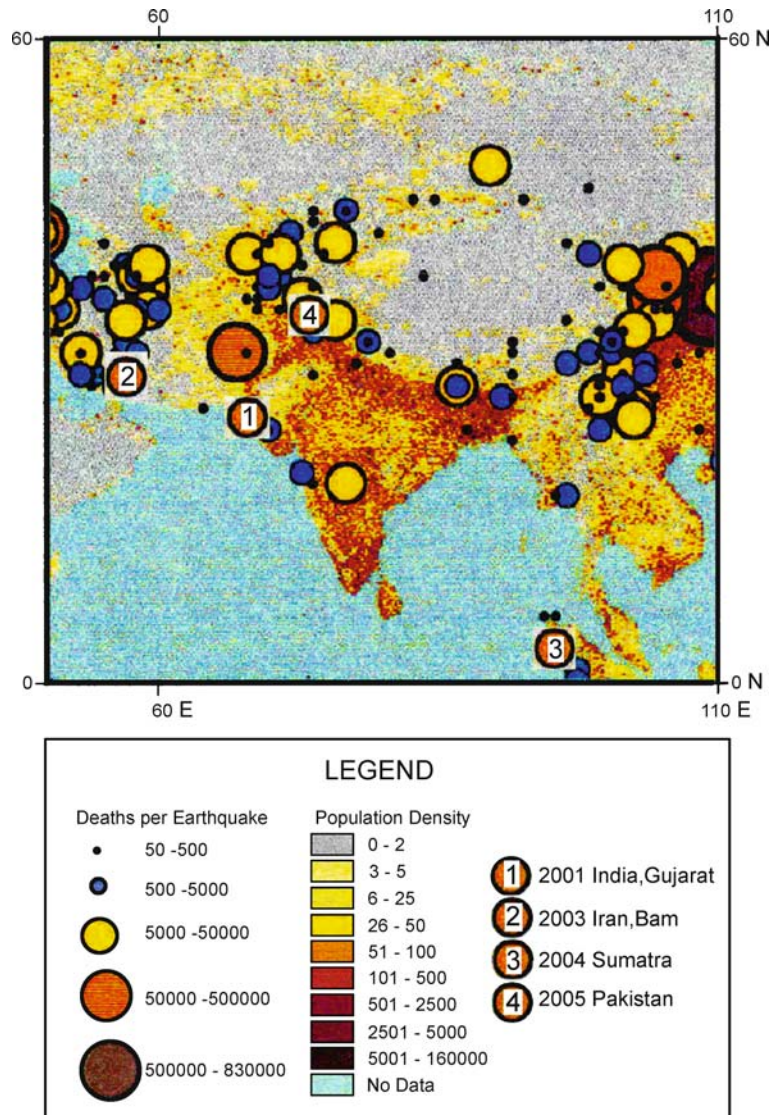 60 110
60 60 N
4
2
1
3
0 0 N
60 E 110 E
LEGEND
Deaths per Earthquake
50 -500
500 -5000
5000 -50000
50000 -500000
500000 - 830000
Population Density
0 - 2
3 - 5
6 - 25
26 - 50
51 - 100
101 - 500
501 - 2500
2501 - 5000
5001 - 160000
No Data
1 2001 India,Gujarat
2 2003 Iran,Bam
3 2004 Sumatra
4 2005 Pakistan